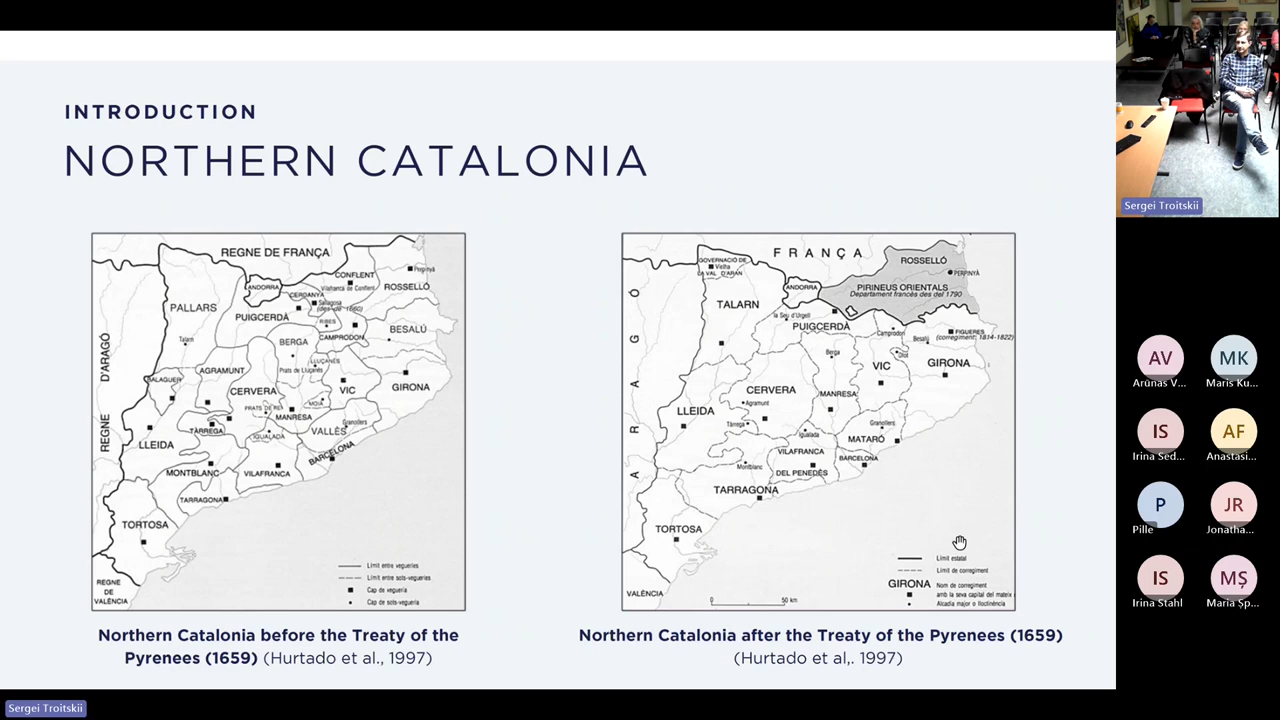 INTRODUCTION
NORTHERN CATALONIA
REGNE DE FRANÇA
CONFLENT
Perpinyà
Vilafranca de Conflent
ANDORRA
CERDANYA
ROSSELLÓ
PALLARS
PUIGCERDÀ
RIBES
BESALÚ
Talarn
CAMPRODON
D'ARAGÓ
BERGA
LLUÇANÈS
Prats de Lluçanès
BALAGUER
AGRAMUNT
GIRONA
CERVERA
VIC
PRATS DE REI
MOIÀ
MANRESA
Granollers
REGNE
TÀRREGA
IGUALADA
VALLÈS
LLEIDA
BARCELONA
MONTBLANC
VILAFRANCA
TARRAGONA
TORTOSA
REGNE
DE
VALÈNCIA
Límit entre vegueries
Límit entre sots-vegueries
Cap de vegueria
Cap de sots-vegueria
Northern Catalonia before the Treaty of the
Pyrenees (1659) (Hurtado et al., 1997)
FRANÇA
GOVERNACIÓ DE
Vielha
LA VAL D'ARAN
ROSSELLÓ
PERPINYÀ
ANDORRA
PIRINEUS ORIENTALS
Departament francès des del 1790
TALARN
la Seu d'Urgell
PUIGCERDÀ
Camprodon
FIGUERES
(corregiment: 1814-1822)
Besalú
Olot
Berga
VIC
GIRONA
ARAGÓ
CERVERA
Agramunt
MANRESA
LLEIDA
Tàrrega
Igualada
Granollers
MATARÓ
VILAFRANCA
BARCELONA
Montblanc
DEL PENEDÈS
TARRAGONA
TORTOSA
VALÈNCIA
0
50 km
Límit estatal
Límit de corregiment
GIRONA
Nom de corregiment
amb la seva capital del mateix
Alcadia major o tinència
Northern Catalonia after the Treaty of the Pyrenees (1659)
(Hurtado et al,. 1997)
Sergei Troitskii
AV
Arūnas V...
MK
Maris Ku...
IS
Irina Sed...
AF
Anastasi...
P
Pille
JR
Jonatha...
IS
Irina Stahl
MȘ
Maria Șp...
Sergei Troitskii